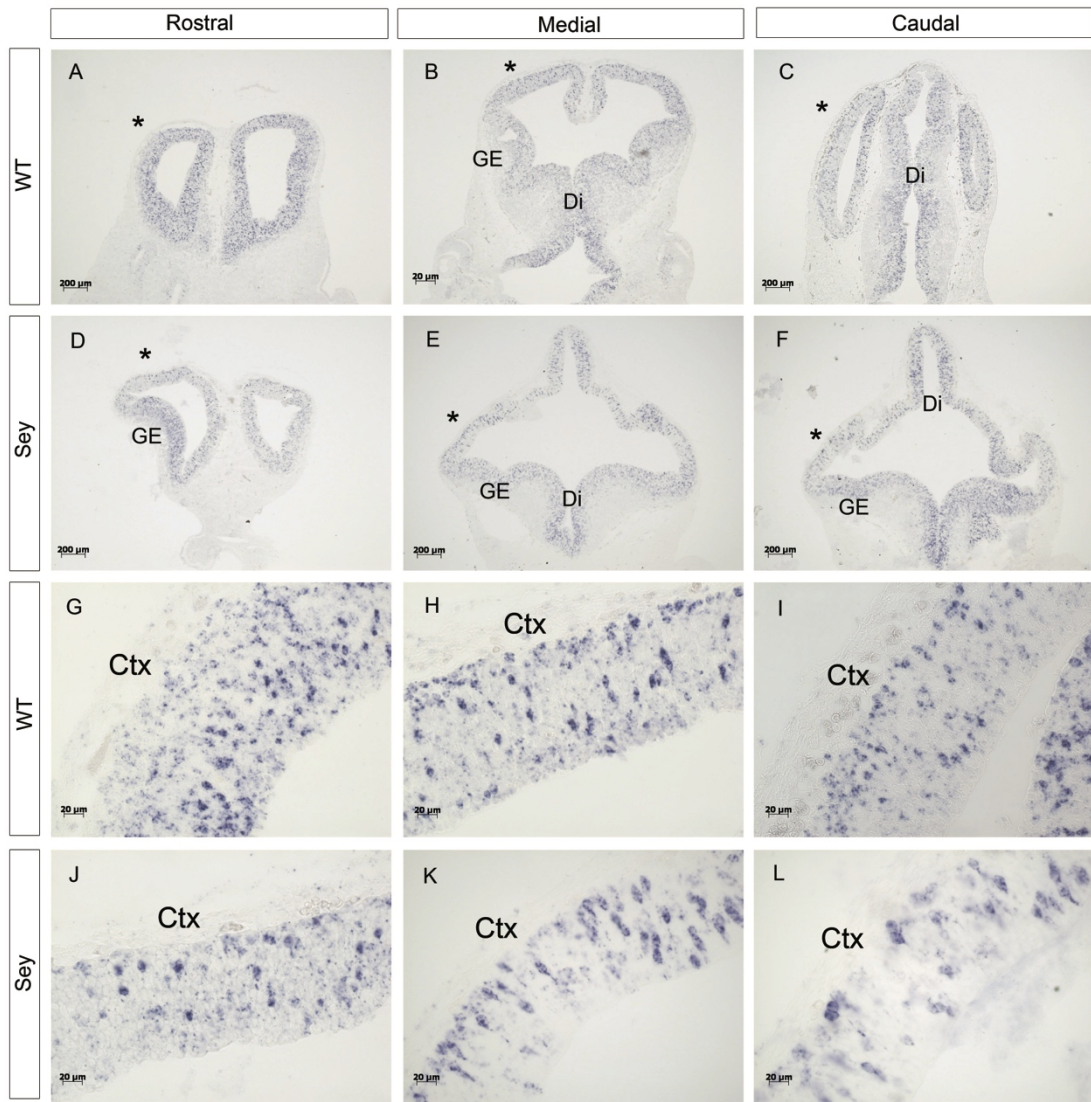 Rostral Medial Caudal
WT
A * 200 µm
B * GE Di 20 µm
C * Di 200 µm
Sey
D * GE 200 µm
E * GE Di 200 µm
F * Di GE 200 µm
WT
G Ctx 20 µm
H Ctx 20 µm
I Ctx 20 µm
Sey
J Ctx 20 µm
K Ctx 20 µm
L Ctx 20 µm